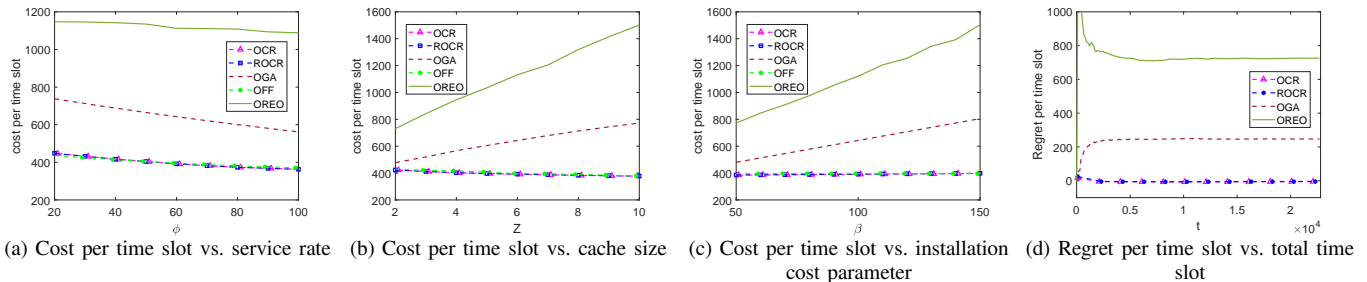 1200
1000
800
600
400
200
20
40
60
80
100
cost per time slot
ϕ
OCR
ROCR
OGA
OFF
OREO
(a) Cost per time slot vs. service rate
1600
1400
1200
1000
800
600
400
200
2
4
6
8
10
cost per time slot
Z
OCR
ROCR
OGA
OFF
OREO
(b) Cost per time slot vs. cache size
1600
1400
1200
1000
800
600
400
200
50
100
150
cost per time slot
β
OCR
ROCR
OGA
OFF
OREO
(c) Cost per time slot vs. installation
cost parameter
1000
800
600
400
200
0
0
0.5
1
1.5
2
×10⁴
Regret per time slot
t
OCR
ROCR
OGA
OREO
(d) Regret per time slot vs. total time
slot